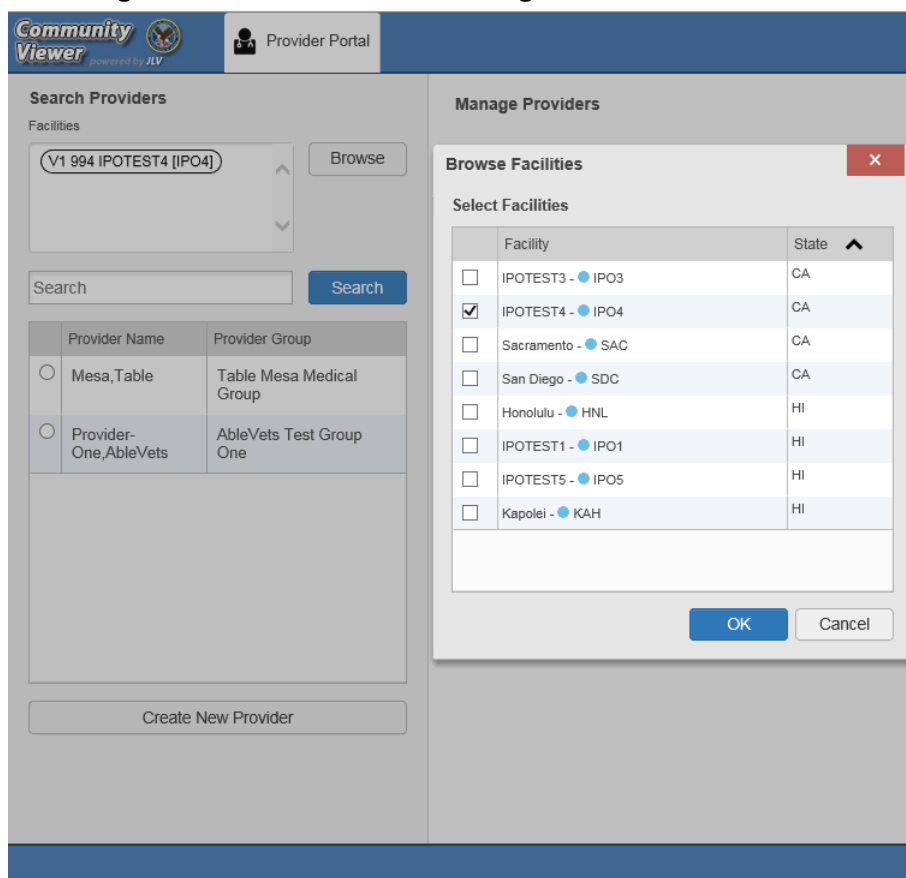 Community
Viewer powered by JLV
Provider Portal
Search Providers
Facilities
V1 994 IPOTEST4 [IPO4]
Browse
Search
Search
Provider Name Provider Group
Mesa,Table Table Mesa Medical
Group
Provider- AbleVets Test Group
One,AbleVets One
Create New Provider
Manage Providers
Browse Facilities
Select Facilities
Facility State
IPOTEST3 - IPO3 CA
IPOTEST4 - IPO4 CA
Sacramento - SAC CA
San Diego - SDC CA
Honolulu - HNL HI
IPOTEST1 - IPO1 HI
IPOTEST5 - IPO5 HI
Kapolei - KAH HI
OK Cancel